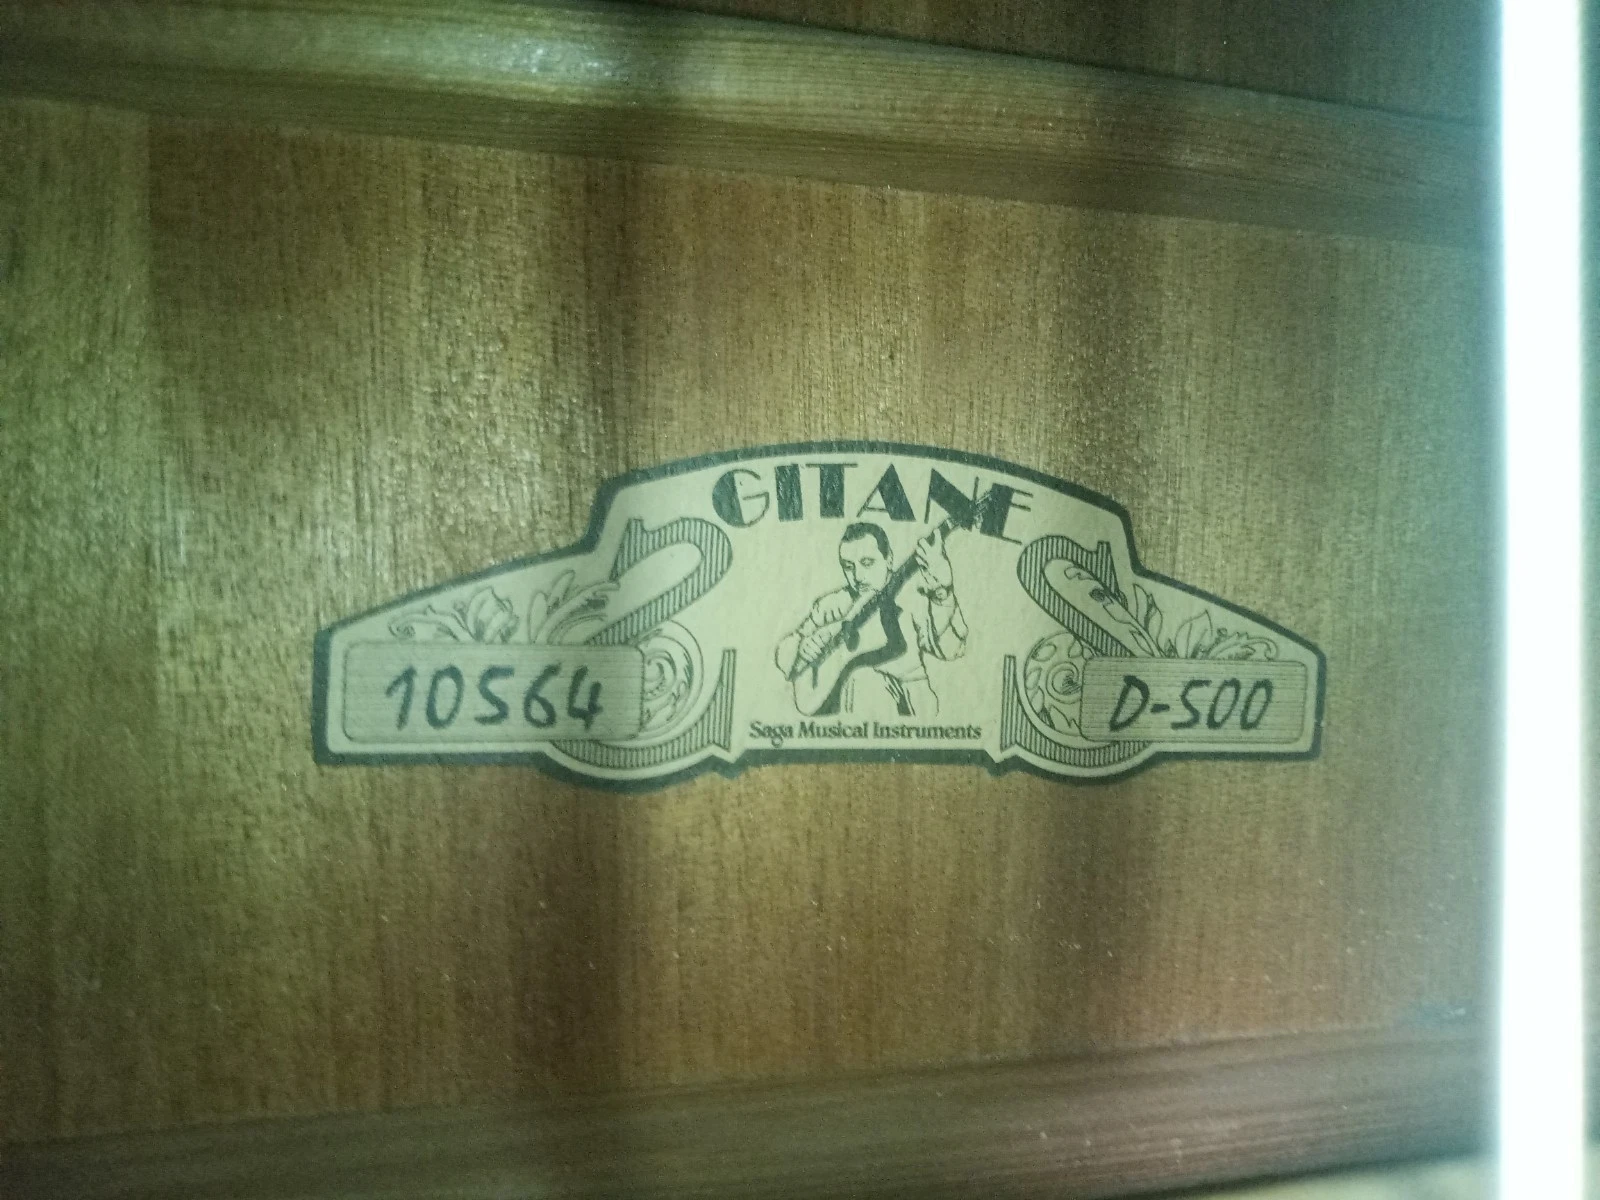 GITANE
10564
D-500
Saga Musical Instruments